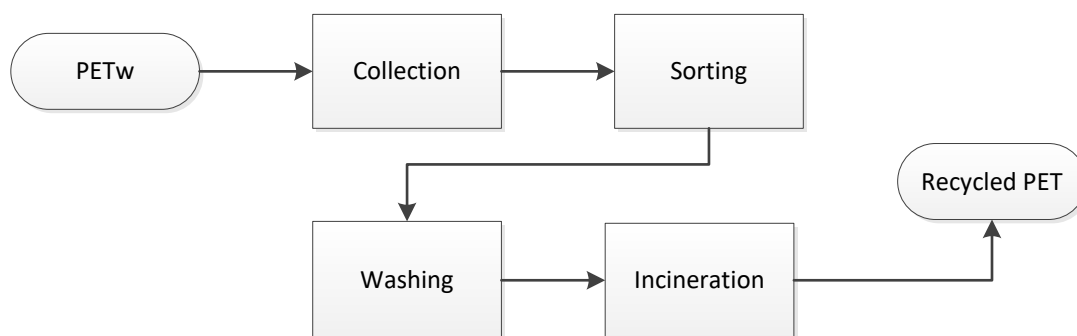 PETw
Collection
Sorting
Recycled PET
Washing
Incineration